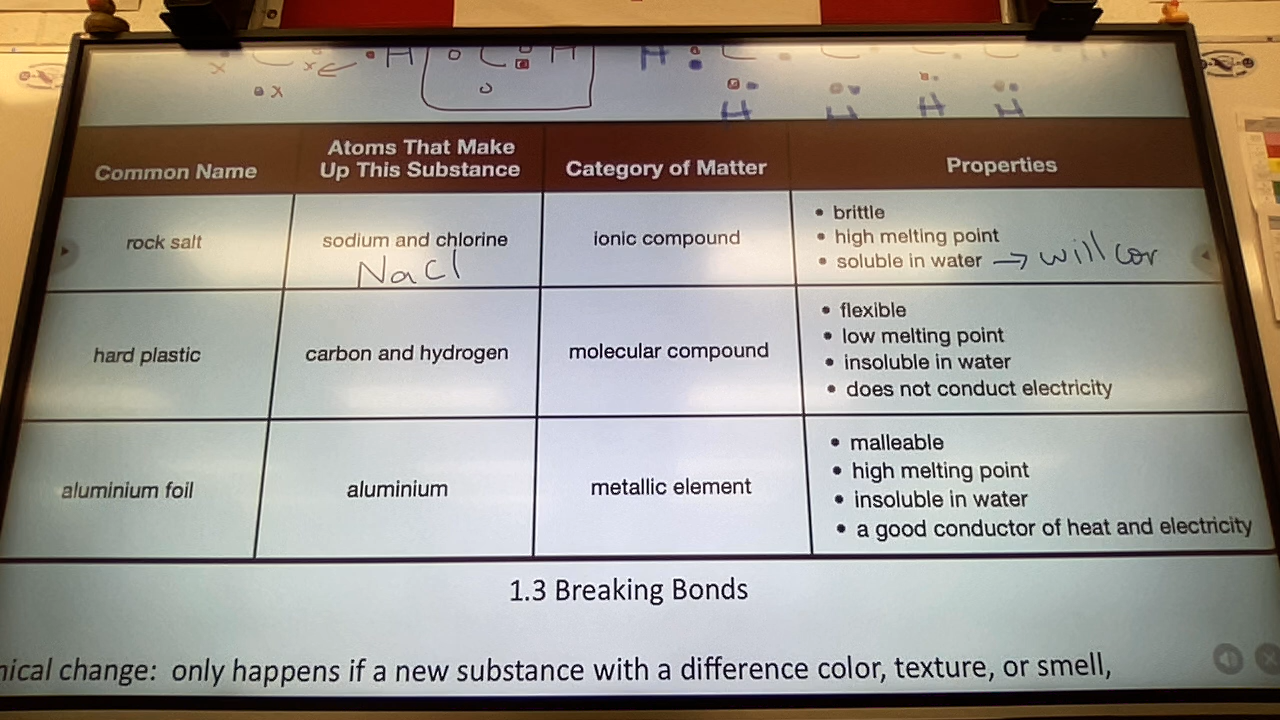 H
H
H
H
H
H
H
Common Name
Atoms That Make
Up This Substance
Category of Matter
Properties
rock salt
sodium and chlorine
NaCl
ionic compound
• brittle
• high melting point
• soluble in water → will cor
hard plastic
carbon and hydrogen
molecular compound
• flexible
• low melting point
• insoluble in water
• does not conduct electricity
aluminium foil
aluminium
metallic element
• malleable
• high melting point
• insoluble in water
• a good conductor of heat and electricity
1.3 Breaking Bonds
nical change: only happens if a new substance with a difference color, texture, or smell,